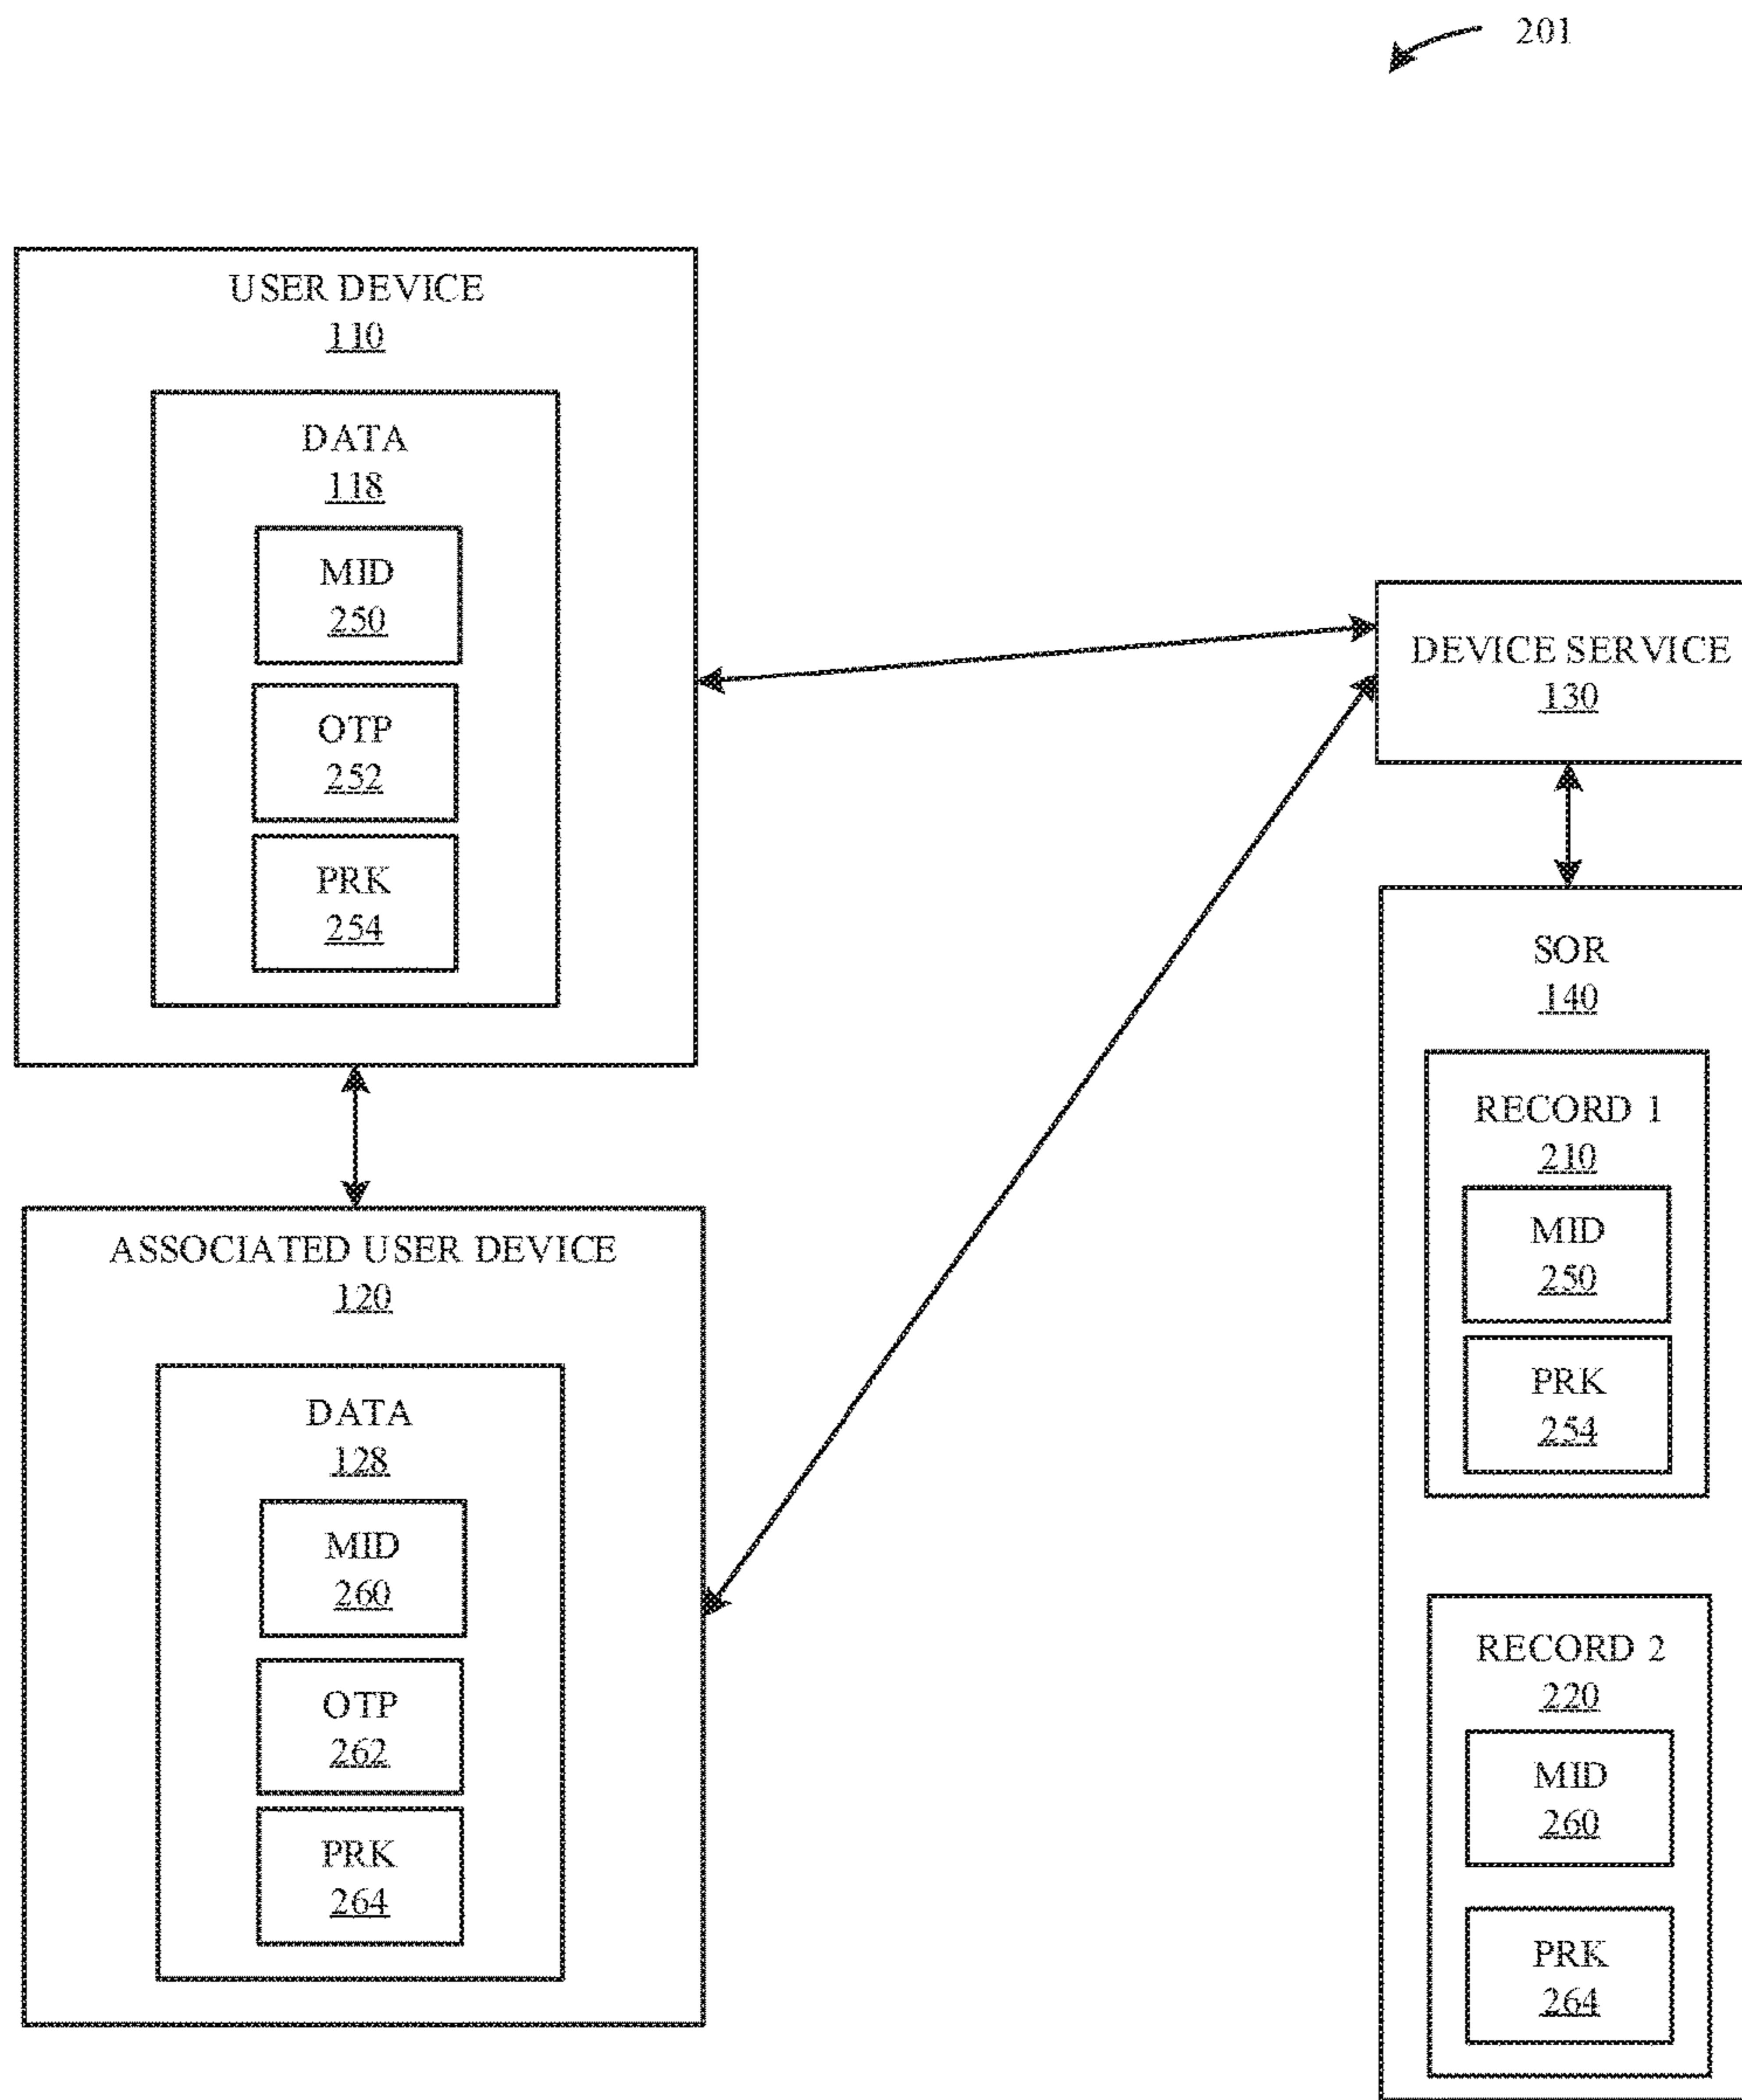 201
USER DEVICE
110
DATA
118
MID
250
OTP
252
PRK
254
DEVICE SERVICE
130
SOR
140
RECORD 1
210
MID
250
PRK
254
RECORD 2
220
MID
260
PRK
264
ASSOCIATED USER DEVICE
120
DATA
128
MID
260
OTP
262
PRK
264